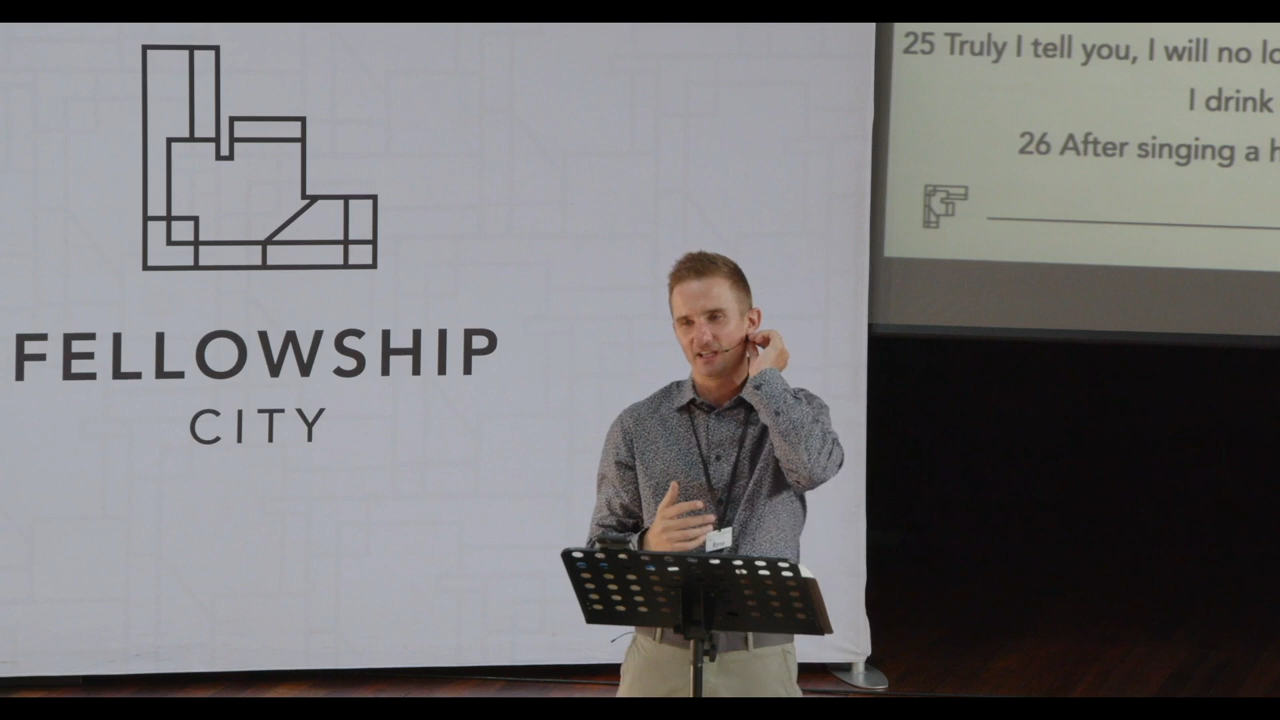 FELLOWSHIP
CITY
25 Truly I tell you, I will no
I drink
26 After singing a